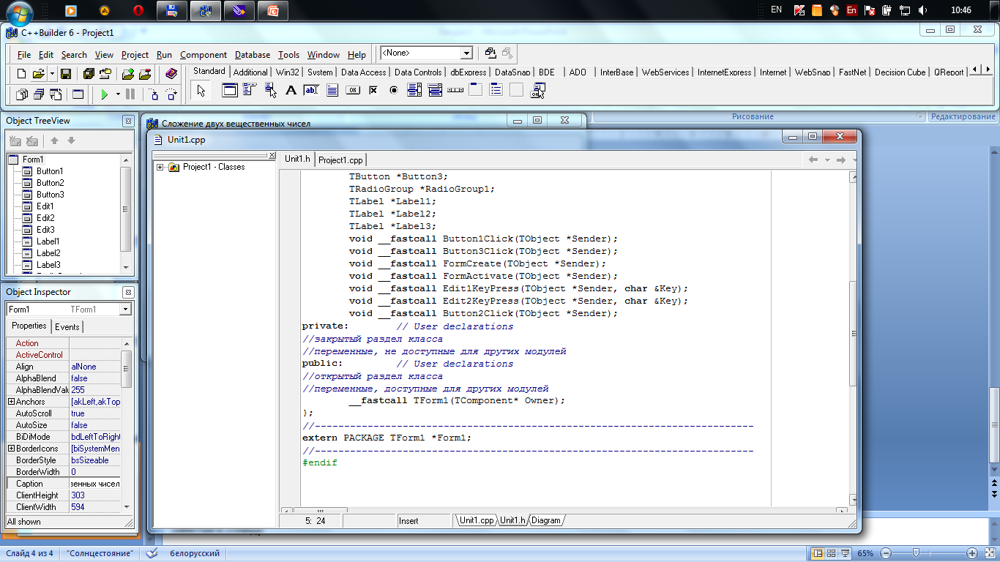 EN
En
10:46
C++Builder 6 - Project1
File Edit Search View Project Run Component Database Tools Window Help
<None>
Standard Additional Win32 System Data Access Data Controls dbExpress DataSnap BDE ADO InterBase WebServices InternetExpress Internet WebSnap FastNet Decision Cube QReport
Рисование
Редактирование
Object TreeView
Form1
Button1
Button2
Button3
Edit1
Edit2
Edit3
Label1
Label2
Label3
Object Inspector
Form1 TForm1
Properties Events
Action
ActiveControl
Align alNone
AlphaBlend false
AlphaBlendValu 255
Anchors [akLeft,akTop
AutoScroll true
AutoSize false
BiDiMode bdLeftToRigh
BorderIcons [biSystemMen
BorderStyle bsSizeable
BorderWidth 0
Caption венных чисел
ClientHeight 303
ClientWidth 594
All shown
Сложение двух вещественных чисел
Unit1.cpp
Project1 - Classes
Unit1.h Project1.cpp
TButton *Button3;
TRadioGroup *RadioGroup1;
TLabel *Label1;
TLabel *Label2;
TLabel *Label3;
void __fastcall Button1Click(TObject *Sender);
void __fastcall Button3Click(TObject *Sender);
void __fastcall FormCreate(TObject *Sender);
void __fastcall FormActivate(TObject *Sender);
void __fastcall Edit1KeyPress(TObject *Sender, char &Key);
void __fastcall Edit2KeyPress(TObject *Sender, char &Key);
void __fastcall Button2Click(TObject *Sender);
private: // User declarations
//закрытый раздел класса
//переменные, не доступные для других модулей
public: // User declarations
//открытый раздел класса
//переменные, доступные для других модулей
__fastcall TForm1(TComponent* Owner);
};
//---------------------------------------------------------------------------
extern PACKAGE TForm1 *Form1;
//---------------------------------------------------------------------------
#endif
5: 24
Insert
Unit1.cpp Unit1.h Diagram
Слайд 4 из 4
"Солнцестояние"
белорусский
65%